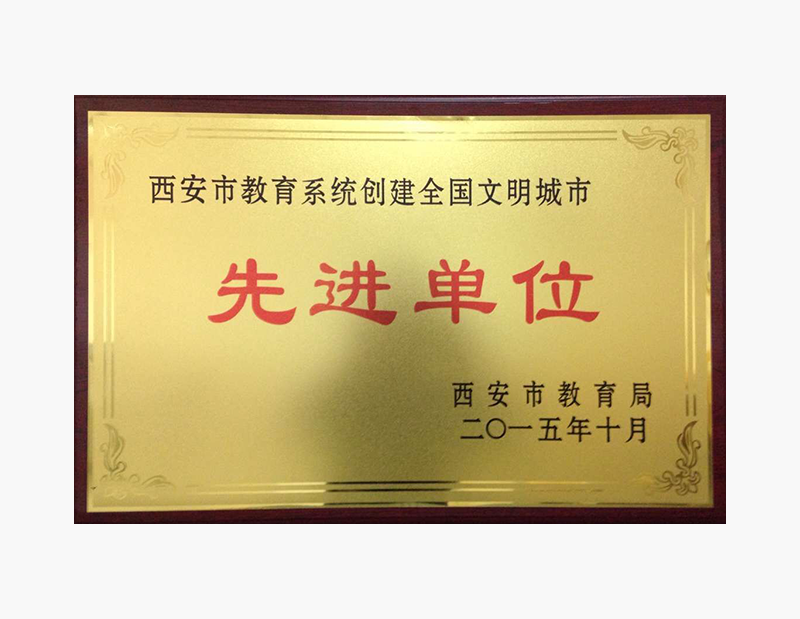 西安市教育系统创建全国文明城市
先进单位
西安市教育局
二〇一五年十月